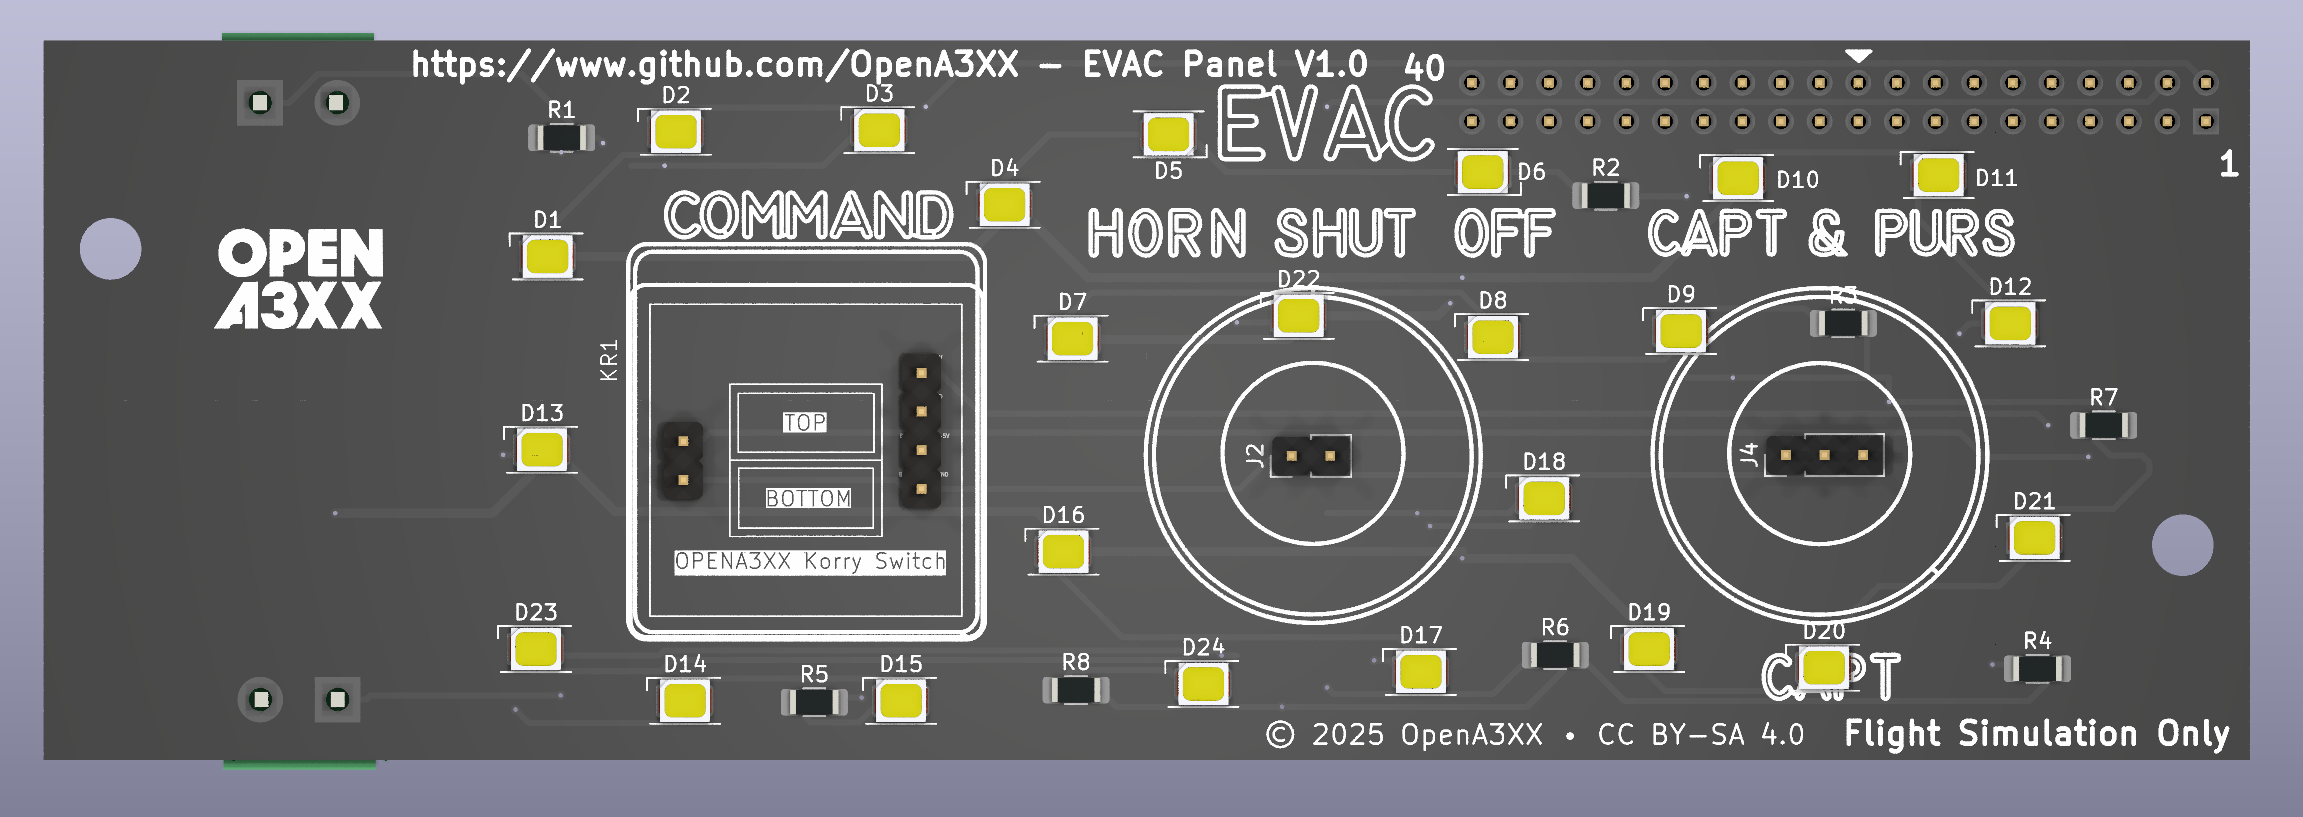 https://www.github.com/OpenA3XX - EVAC Panel V1.0
40
EVAC
R1
D2
D3
D4
D5
D6
R2
D10
D11
1
COMMAND
HORN SHUT OFF
CAPT & PURS
D1
OPEN
A3XX
D7
D22
D8
D9
R3
D12
KR1
D13
TOP
J2
J4
R7
BOTTOM
D18
D16
D21
OPENA3XX Korry Switch
D23
D14
R5
D15
R8
D24
D17
R6
D19
D20
R4
© 2025 OpenA3XX • CC BY-SA 4.0
Flight Simulation Only